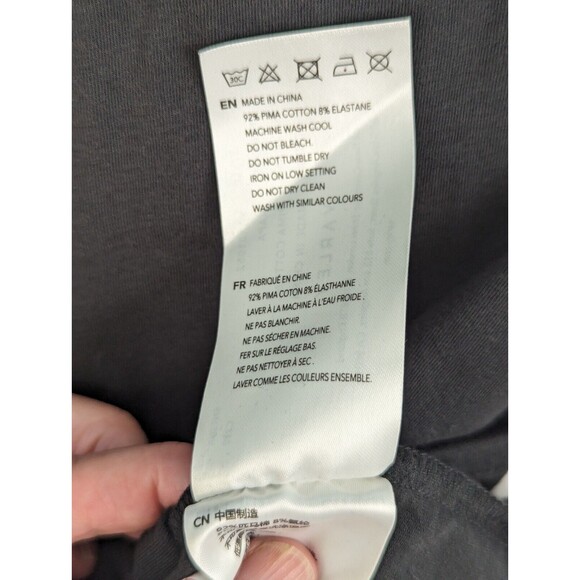 30C
EN MADE IN CHINA
92% PIMA COTTON 8% ELASTANE
MACHINE WASH COOL
DO NOT BLEACH.
DO NOT TUMBLE DRY
IRON ON LOW SETTING
DO NOT DRY CLEAN
WASH WITH SIMILAR COLOURS
FR FABRIQUÉ EN CHINE
92% PIMA COTON 8% ELASTHANNE
LAVER À LA MACHINE À L'EAU FROIDE .
NE PAS BLANCHIR.
NE PAS SÉCHER EN MACHINE.
FER SUR LE RÉGLAGE BAS.
NE PAS NETTOYER À SEC .
LAVER COMME LES COULEURS ENSEMBLE.
CN 中国制造